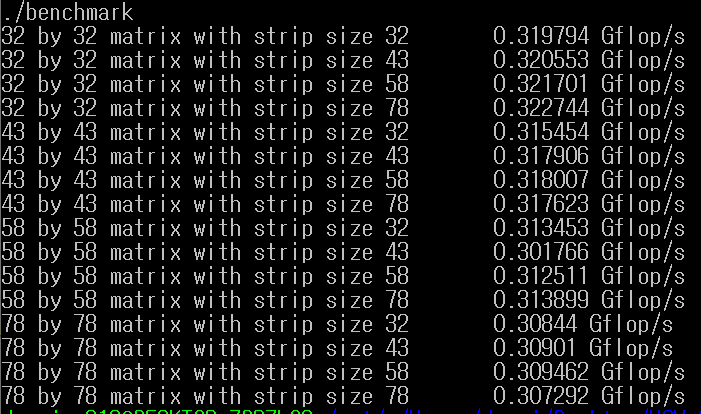 ./benchmark
32 by 32 matrix with strip size 32 0.319794 Gflop/s
32 by 32 matrix with strip size 43 0.320553 Gflop/s
32 by 32 matrix with strip size 58 0.321701 Gflop/s
32 by 32 matrix with strip size 78 0.322744 Gflop/s
43 by 43 matrix with strip size 32 0.315454 Gflop/s
43 by 43 matrix with strip size 43 0.317906 Gflop/s
43 by 43 matrix with strip size 58 0.318007 Gflop/s
43 by 43 matrix with strip size 78 0.317623 Gflop/s
58 by 58 matrix with strip size 32 0.313453 Gflop/s
58 by 58 matrix with strip size 43 0.301766 Gflop/s
58 by 58 matrix with strip size 58 0.312511 Gflop/s
58 by 58 matrix with strip size 78 0.313899 Gflop/s
78 by 78 matrix with strip size 32 0.30844 Gflop/s
78 by 78 matrix with strip size 43 0.30901 Gflop/s
78 by 78 matrix with strip size 58 0.309462 Gflop/s
78 by 78 matrix with strip size 78 0.307292 Gflop/s